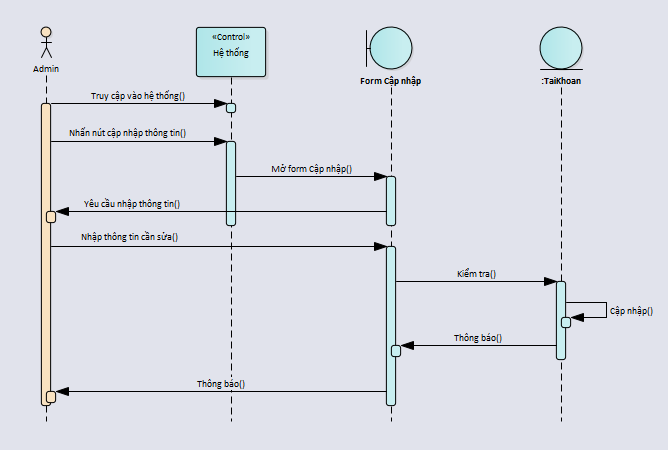 «Control»
Hệ thống
Admin
Form Cập nhập
:TaiKhoan
Truy cập vào hệ thống()
Nhấn nút cập nhập thông tin()
Mở form Cập nhập()
Yêu cầu nhập thông tin()
Nhập thông tin cần sửa()
Kiểm tra()
Cập nhập()
Thông báo()
Thông báo()